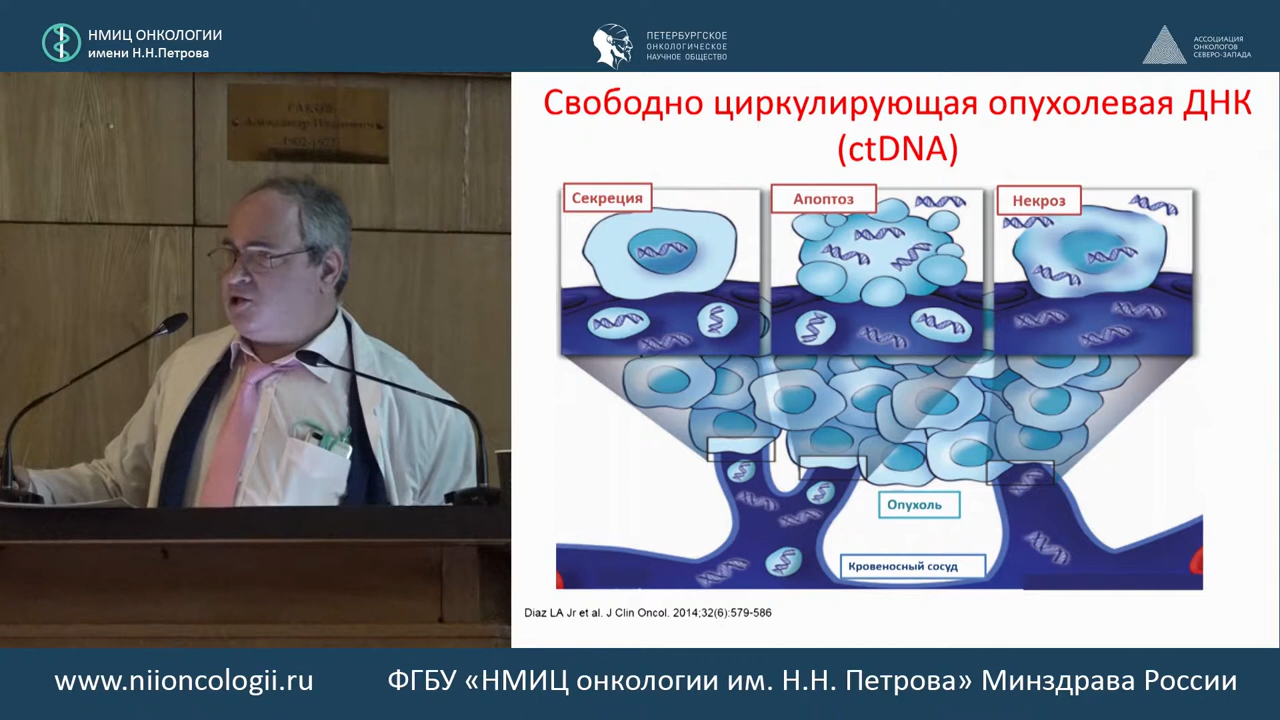 НМИЦ ОНКОЛОГИИ
имени Н.Н.Петрова
ПЕТЕРБУРГСКОЕ
ОНКОЛОГИЧЕСКОЕ
НАУЧНОЕ ОБЩЕСТВО
АССОЦИАЦИЯ
ОНКОЛОГОВ
СЕВЕРО-ЗАПАДА
Свободно циркулирующая опухолевая ДНК
(ctDNA)
Секреция
Апоптоз
Некроз
Опухоль
Кровеносный сосуд
Diaz LA Jr et al. J Clin Oncol. 2014;32(6):579-586
www.niioncologii.ru
ФГБУ «НМИЦ онкологии им. Н.Н. Петрова» Минздрава России